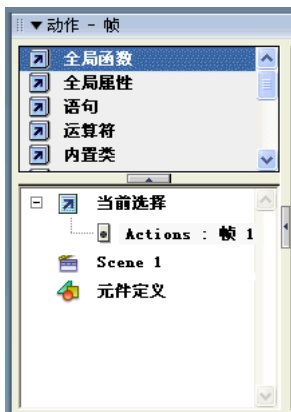 动作 - 帧
全局函数
全局属性
语句
运算符
内置类
当前选择
Actions : 帧 1
Scene 1
元件定义